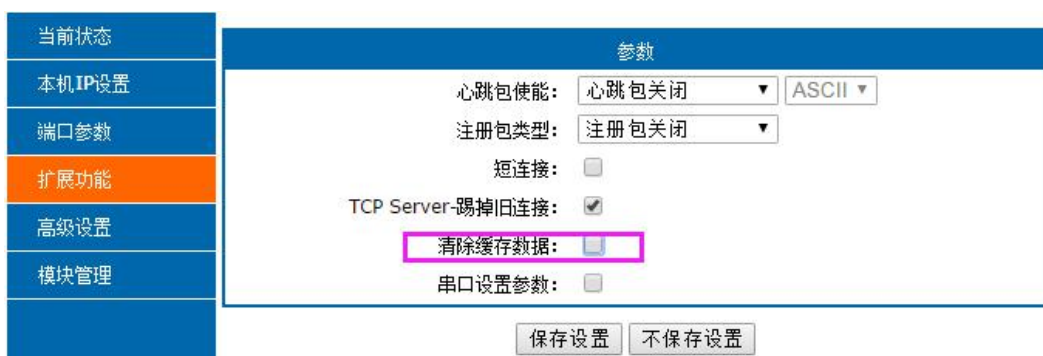 当前状态
本机IP设置
端口参数
扩展功能
高级设置
模块管理
参数
心跳包使能: 心跳包关闭 ASCII
注册包类型: 注册包关闭
短连接:
TCP Server-踢掉旧连接:
清除缓存数据:
串口设置参数:
保存设置 不保存设置